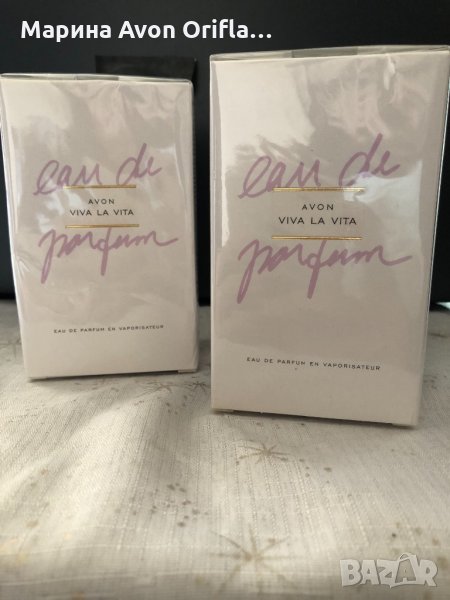 Марина Avon Orifla...
eau de
AVON
VIVA LA VITA
parfum
EAU DE PARFUM EN VAPORISATEUR
eau de
AVON
VIVA LA VITA
parfum
EAU DE PARFUM EN VAPORISATEUR
BAZAR